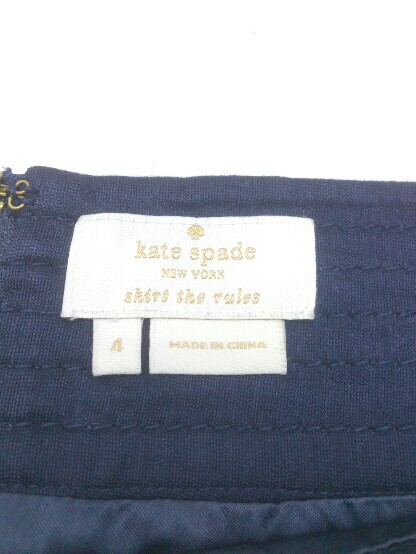 kate spade
NEW YORK
skirt the rules
4
MADE IN CHINA